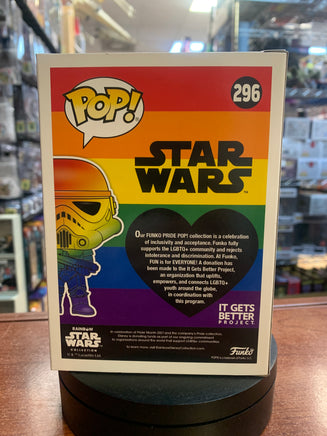 POP!
296
STAR
WARS
Our FUNKO PRIDE POP! collection is a celebration
of inclusivity and acceptance. Funko fully
supports the LGBTQ+ community and rejects
intolerance and discrimination. At Funko,
FUN is for EVERYONE! A donation has
been made to the It Gets Better Project,
an organization that uplifts,
empowers, and connects LGBTQ+
youth around the globe,
in coordination with
this program.
IT GETS
BETTER
PROJECT
RAINBOW
STAR
WARS
COLLECTION
Funko